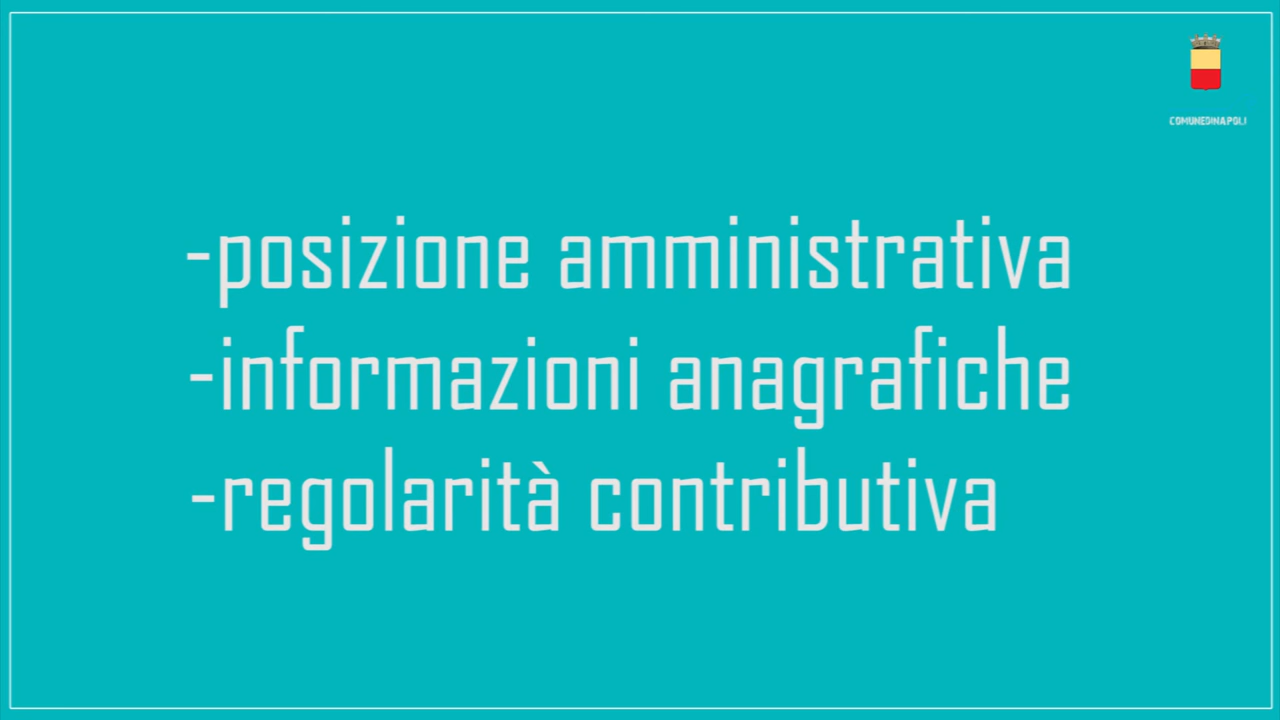 COMUNEDINAPOLI
-posizione amministrativa
-informazioni anagrafiche
-regolarità contributiva